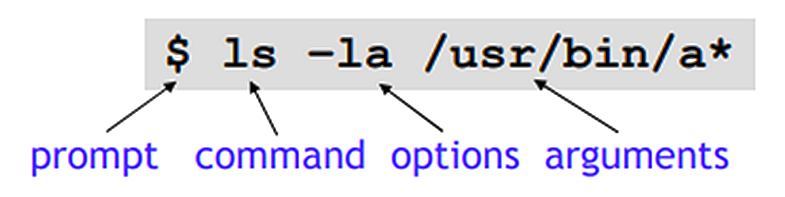 $ ls -la /usr/bin/a*
prompt command options arguments